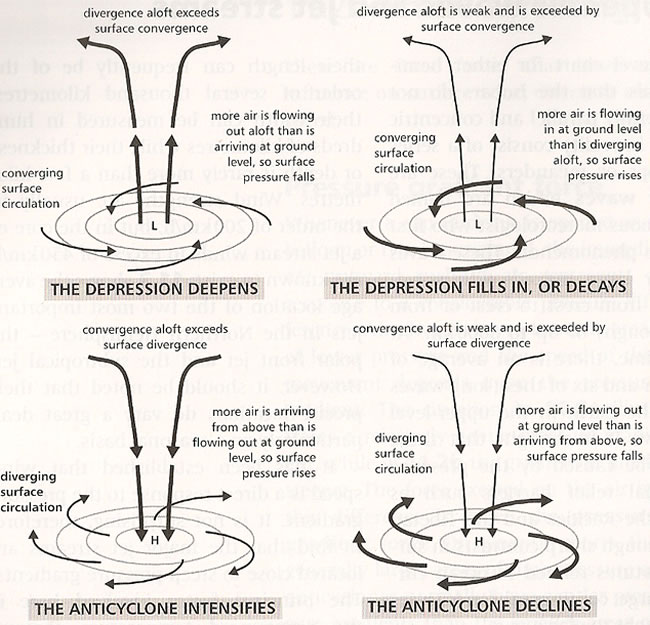 divergence aloft exceeds
surface convergence
more air is flowing
out aloft than is
arriving at ground
level, so surface
pressure falls
converging
surface
circulation
L
THE DEPRESSION DEEPENS
divergence aloft is weak and is exceeded by
surface convergence
more air is flowing
in at ground level
than is diverging
aloft, so surface
pressure rises
converging
surface
circulation
L
THE DEPRESSION FILLS IN, OR DECAYS
convergence aloft exceeds
surface divergence
more air is arriving
from above than is
flowing out at ground
level, so surface
pressure rises
diverging
surface
circulation
H
THE ANTICYCLONE INTENSIFIES
convergence aloft is weak and is exceeded by
surface divergence
more air is flowing out
at ground level than is
arriving from above, so
surface pressure falls
diverging
surface
circulation
H
THE ANTICYCLONE DECLINES